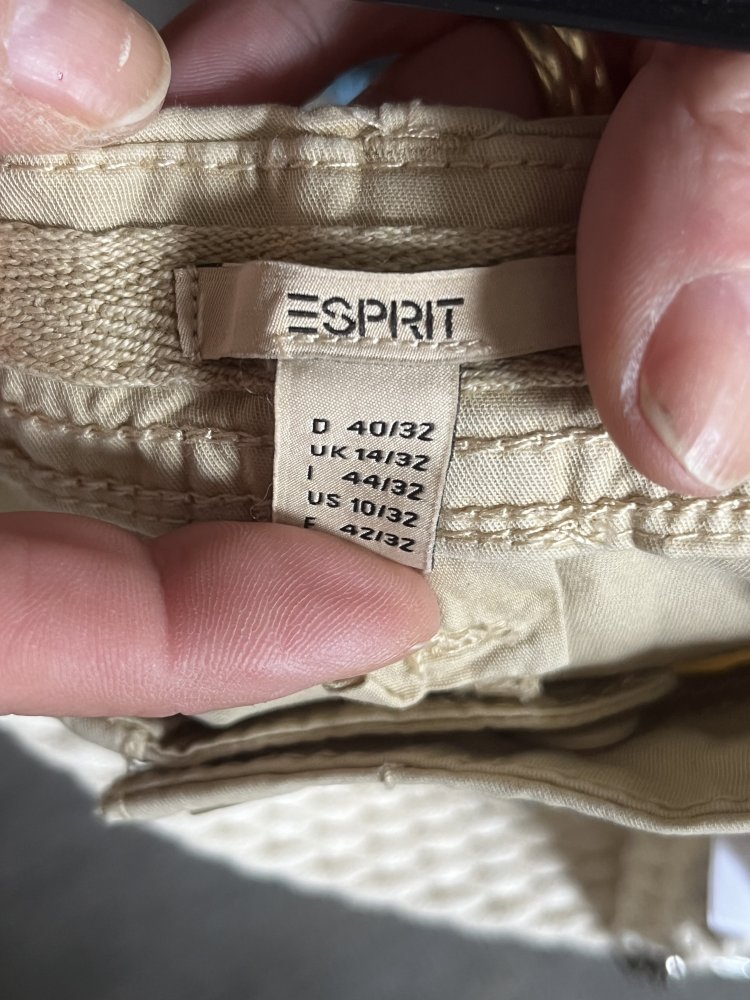 ESPRIT
D 40/32
UK 14/32
I 44/32
US 10/32
F 42/32